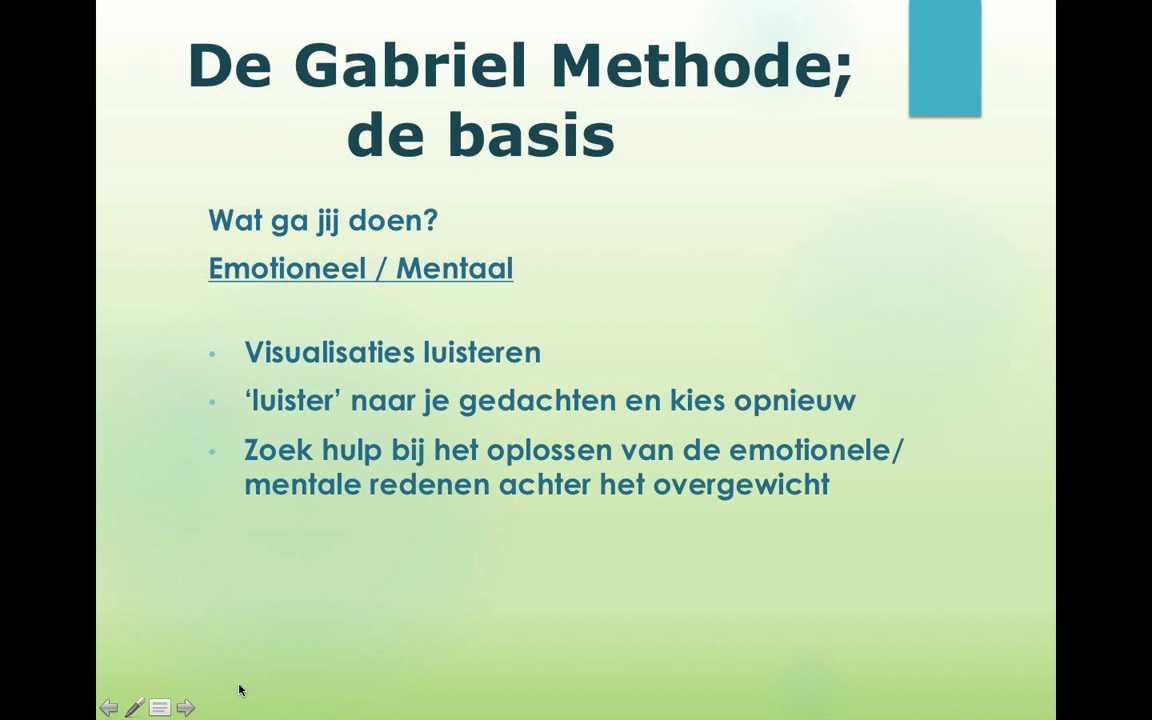 De Gabriel Methode;
de basis
Wat ga jij doen?
Emotioneel / Mentaal
• Visualisaties luisteren
• ‘luister’ naar je gedachten en kies opnieuw
• Zoek hulp bij het oplossen van de emotionele/
mentale redenen achter het overgewicht